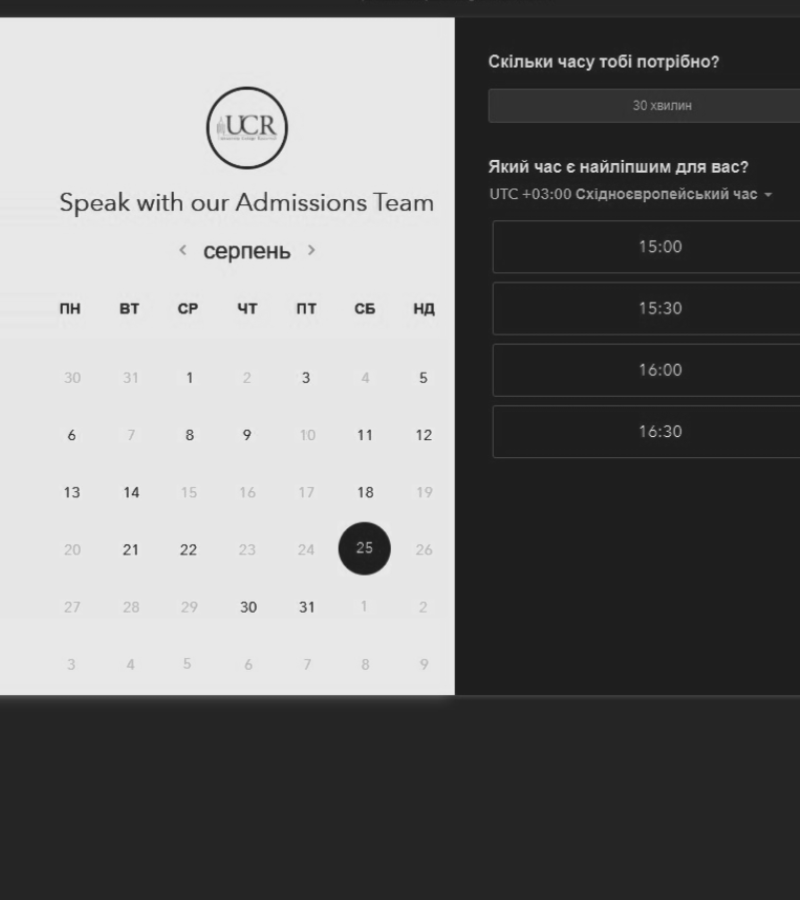 UCR
Speak with our Admissions Team
< серпень >
ПН ВТ СР ЧТ ПТ СБ НД
30 31 1 2 3 4 5
6 7 8 9 10 11 12
13 14 15 16 17 18 19
20 21 22 23 24 25 26
27 28 29 30 31 1 2
3 4 5 6 7 8 9
Скільки часу тобі потрібно?
30 хвилин
Який час є найліпшим для вас?
UTC +03:00 Східноєвропейський час
15:00
15:30
16:00
16:30